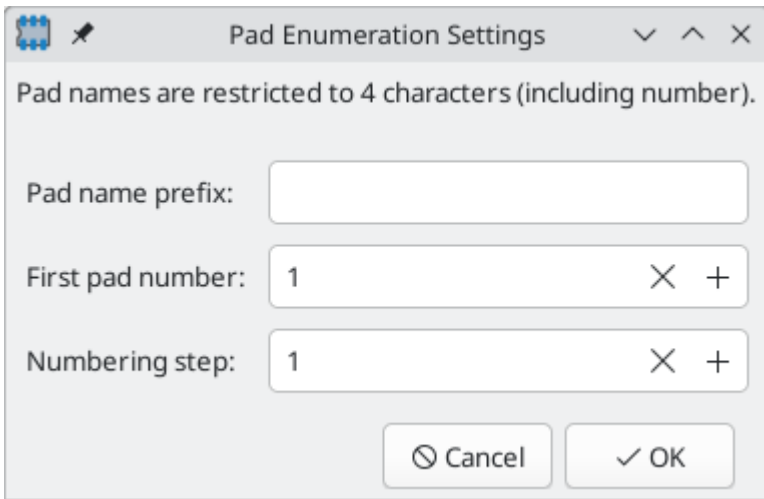 Pad Enumeration Settings
Pad names are restricted to 4 characters (including number).
Pad name prefix:
First pad number: 1
Numbering step: 1
Cancel OK